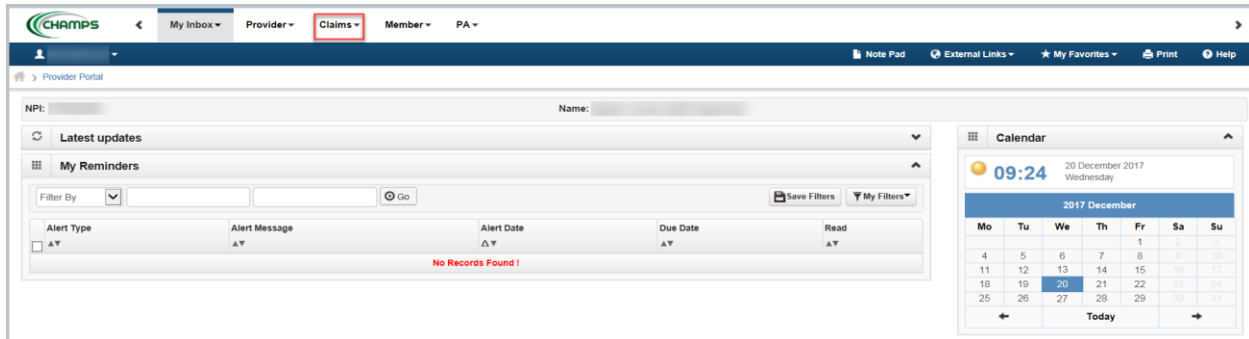 CHAMPS My Inbox Provider Claims Member PA
Note Pad External Links My Favorites Print Help
> Provider Portal
NPI: Name:
Latest updates
Calendar
My Reminders
09:24 20 December 2017
Wednesday
Filter By Go Save Filters My Filters
2017 December
Alert Type Alert Message Alert Date Due Date Read
Mo Tu We Th Fr Sa Su
1 2 3
No Records Found !
4 5 6 7 8 9 10
11 12 13 14 15 16 17
18 19 20 21 22 23 24
25 26 27 28 29 30 31
Today